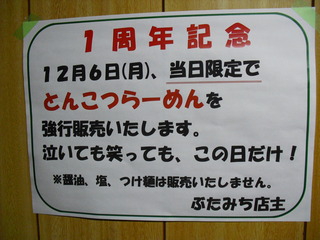 １周年記念
１２月６日(月)、当日限定で
とんこつらーめんを
強行販売いたします。
泣いても笑っても、この日だけ！
※醤油、塩、つけ麺は販売いたしません。
ぶたみち店主